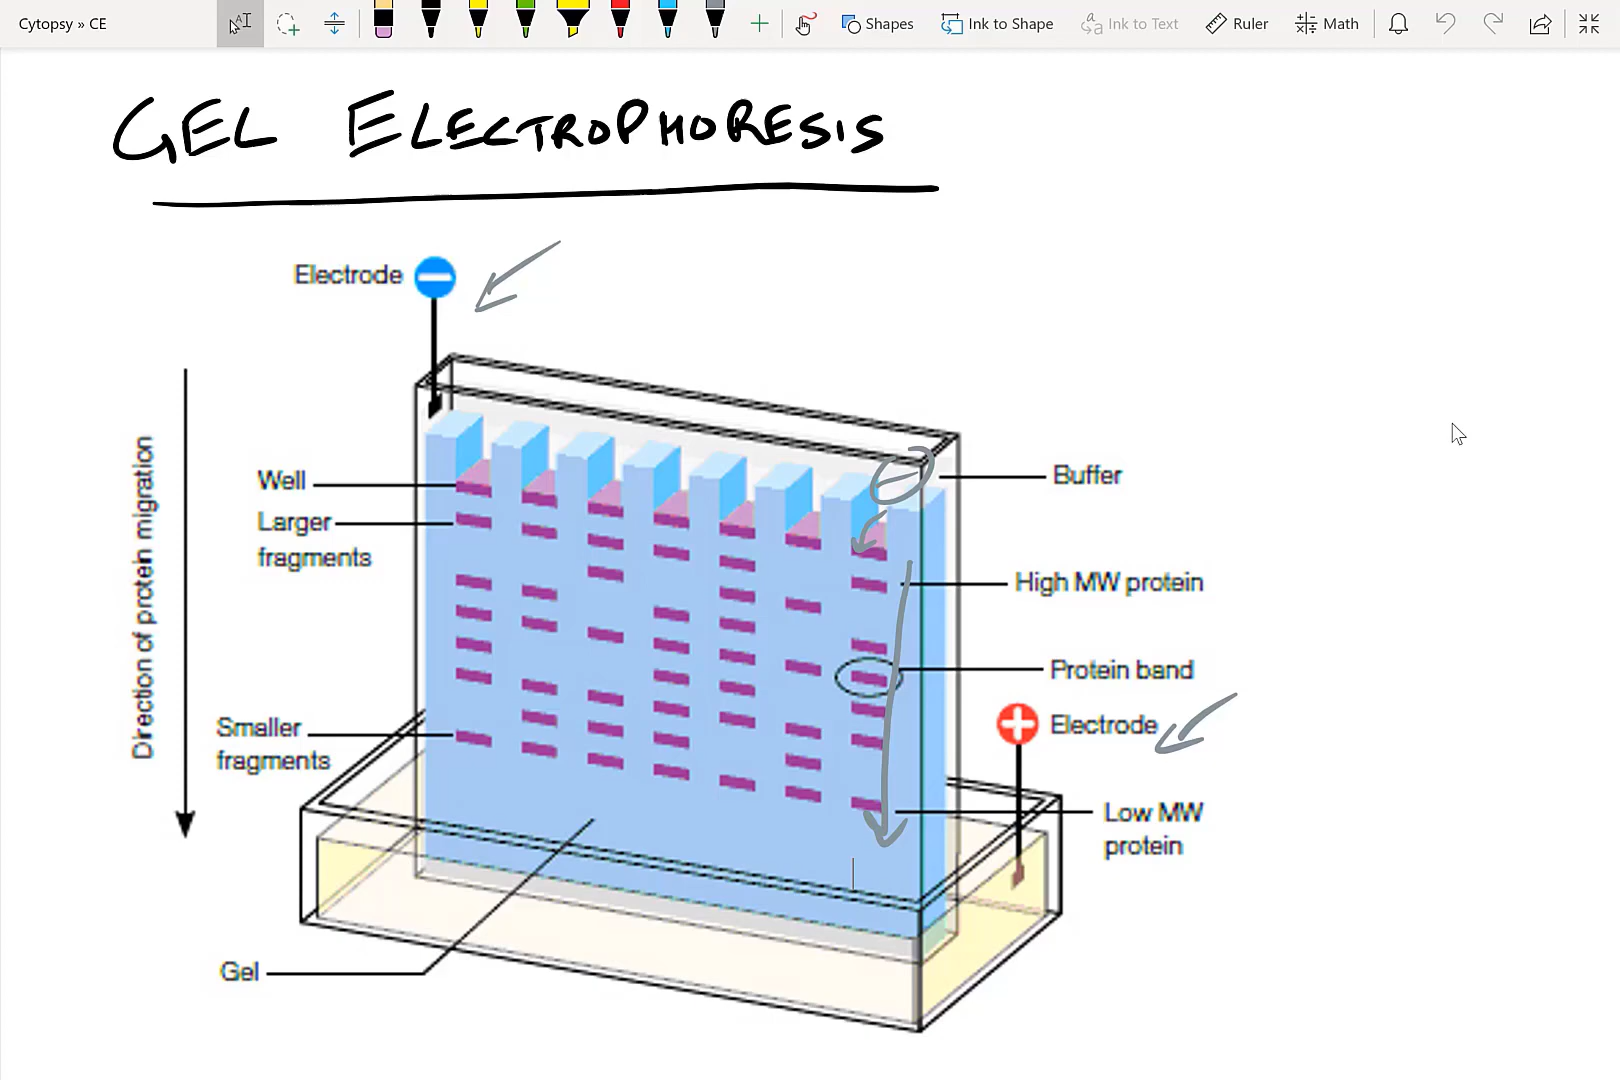 Cytopsy » CE
Shapes
Ink to Shape
Ink to Text
Ruler
Math
GEL ELECTROPHORESIS
Electrode
Direction of protein migration
Well
Larger
fragments
Smaller
fragments
Gel
Buffer
High MW protein
Protein band
Electrode
Low MW
protein